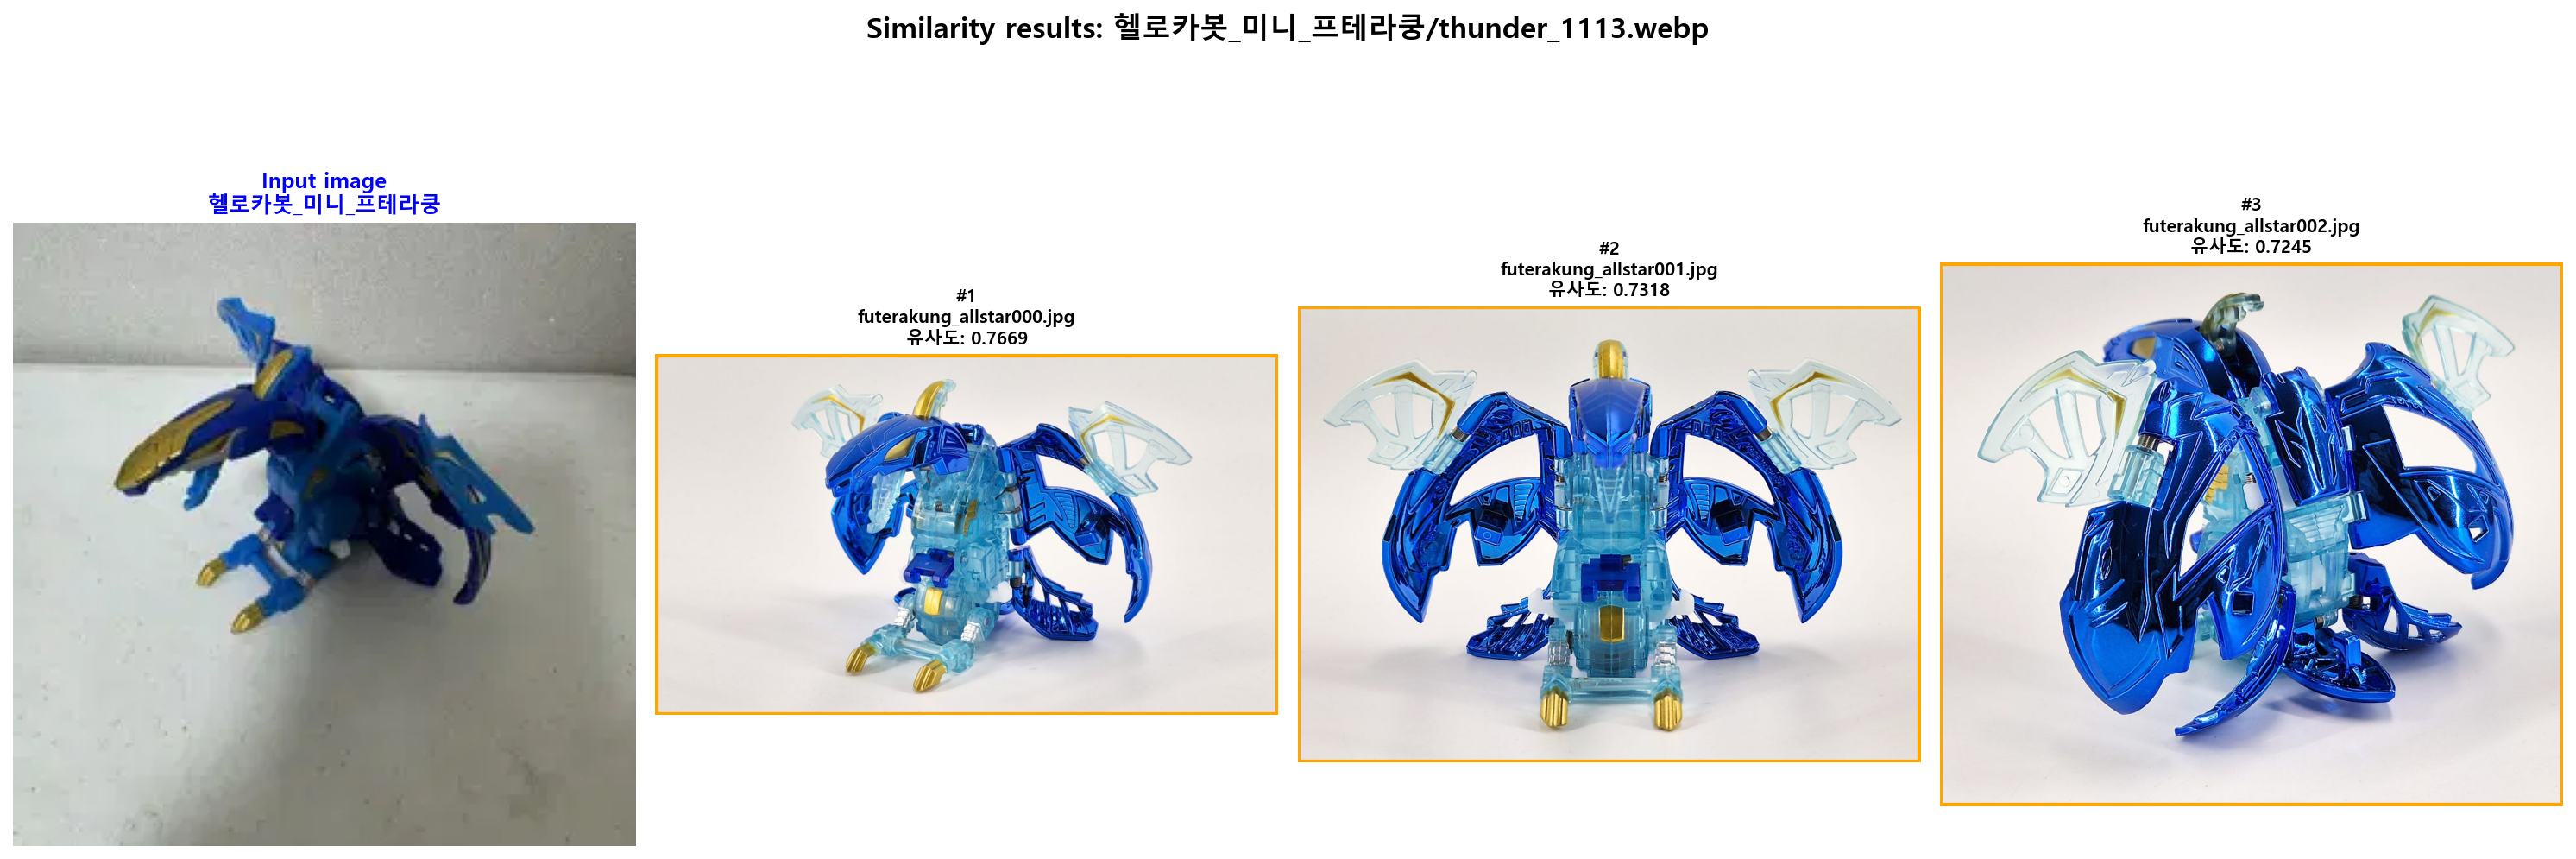 Similarity results: 헬로카봇_미니_프테라쿵/thunder_1113.webp
Input image
헬로카봇_미니_프테라쿵
#1
futerakung_allstar000.jpg
유사도: 0.7669
#2
futerakung_allstar001.jpg
유사도: 0.7318
#3
futerakung_allstar002.jpg
유사도: 0.7245